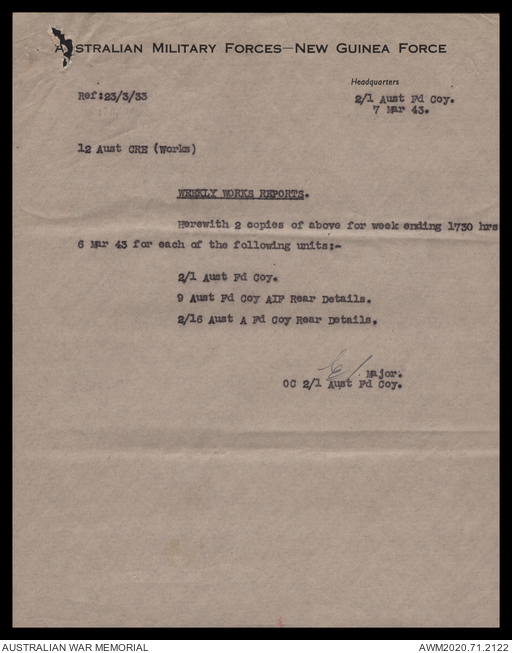 AUSTRALIAN MILITARY FORCES—NEW GUINEA FORCE
Headquarters
Ref:23/3/33
2/1 Aust Fd Coy.
7 Mar 43.
12 Aust CRE (Works)
WEEKLY WORKS REPORTS.
Herewith 2 copies of above for week ending 1730 hrs
6 Mar 43 for each of the following units:-
2/1 Aust Fd Coy.
9 Aust Fd Coy AIF Rear Details.
2/16 Aust A Fd Coy Rear Details.
Major.
OC 2/1 Aust Fd Coy.
AUSTRALIAN WAR MEMORIAL
AWM2020.71.2122